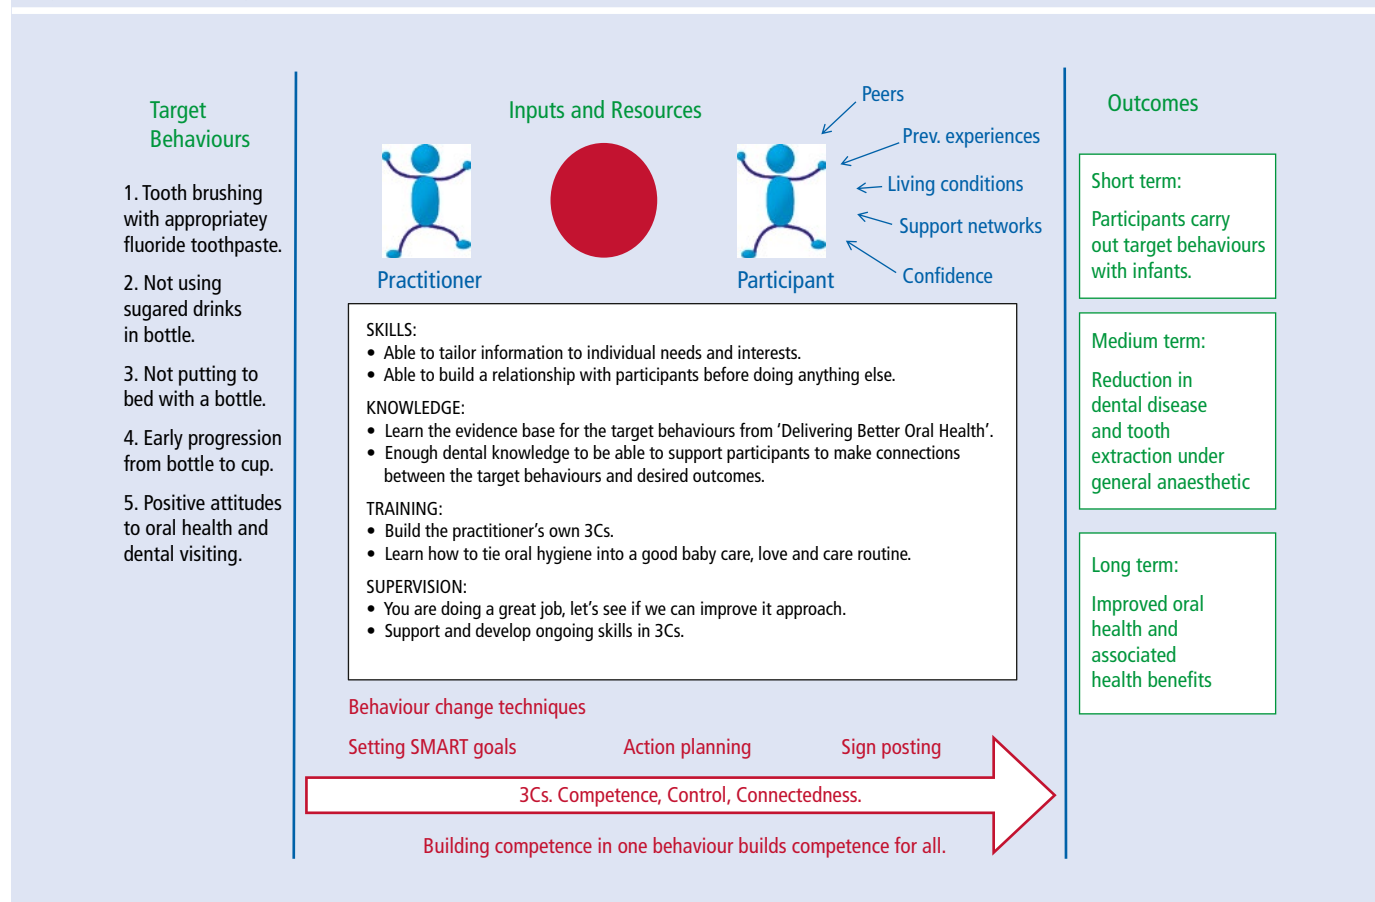 Target
Behaviours
1. Tooth brushing
with appropriatey
fluoride toothpaste.
2. Not using
sugared drinks
in bottle.
3. Not putting to
bed with a bottle.
4. Early progression
from bottle to cup.
5. Positive attitudes
to oral health and
dental visiting.
Inputs and Resources
Practitioner
Participant
Peers
Prev. experiences
Living conditions
Support networks
Confidence
SKILLS:
• Able to tailor information to individual needs and interests.
• Able to build a relationship with participants before doing anything else.
KNOWLEDGE:
• Learn the evidence base for the target behaviours from ‘Delivering Better Oral Health’.
• Enough dental knowledge to be able to support participants to make connections
between the target behaviours and desired outcomes.
TRAINING:
• Build the practitioner’s own 3Cs.
• Learn how to tie oral hygiene into a good baby care, love and care routine.
SUPERVISION:
• You are doing a great job, let’s see if we can improve it approach.
• Support and develop ongoing skills in 3Cs.
Behaviour change techniques
Setting SMART goals
Action planning
Sign posting
3Cs. Competence, Control, Connectedness.
Building competence in one behaviour builds competence for all.
Outcomes
Short term:
Participants carry
out target behaviours
with infants.
Medium term:
Reduction in
dental disease
and tooth
extraction under
general anaesthetic
Long term:
Improved oral
health and
associated
health benefits